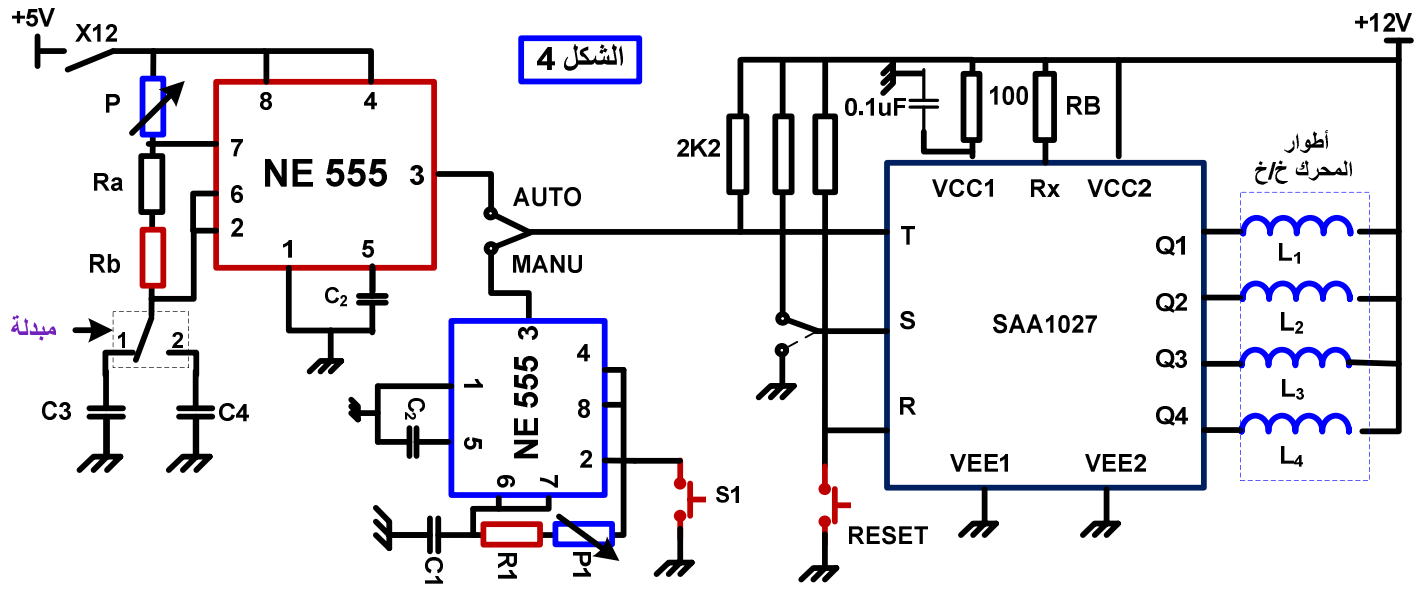 +5V
X12
الشكل 4
+12V
P
8
4
7
NE 555
3
6
2
Ra
Rb
1
5
C2
مبدلة
1
2
C3
C4
AUTO
MANU
2K2
0.1uF
100
RB
VCC1
Rx
VCC2
T
S
R
SAA1027
Q1
Q2
Q3
Q4
VEE1
VEE2
أطوار
المحرك خ/خ
L1
L2
L3
L4
3
4
1
NE 555
8
C2
5
2
6
7
S1
RESET
C1
R1
P1